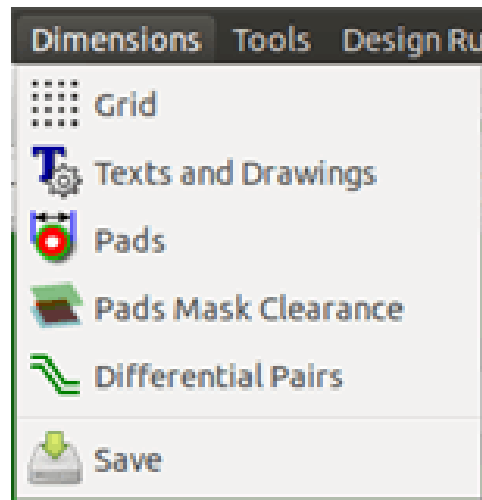 Dimensions Tools Design Ru
Grid
Texts and Drawings
Pads
Pads Mask Clearance
Differential Pairs
Save